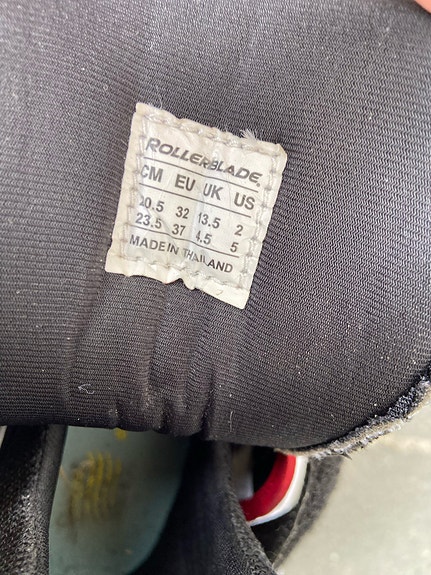 ROLLERBLADE®
CM EU UK US
20.5 32 13.5 2
23.5 37 4.5 5
MADE IN THAILAND